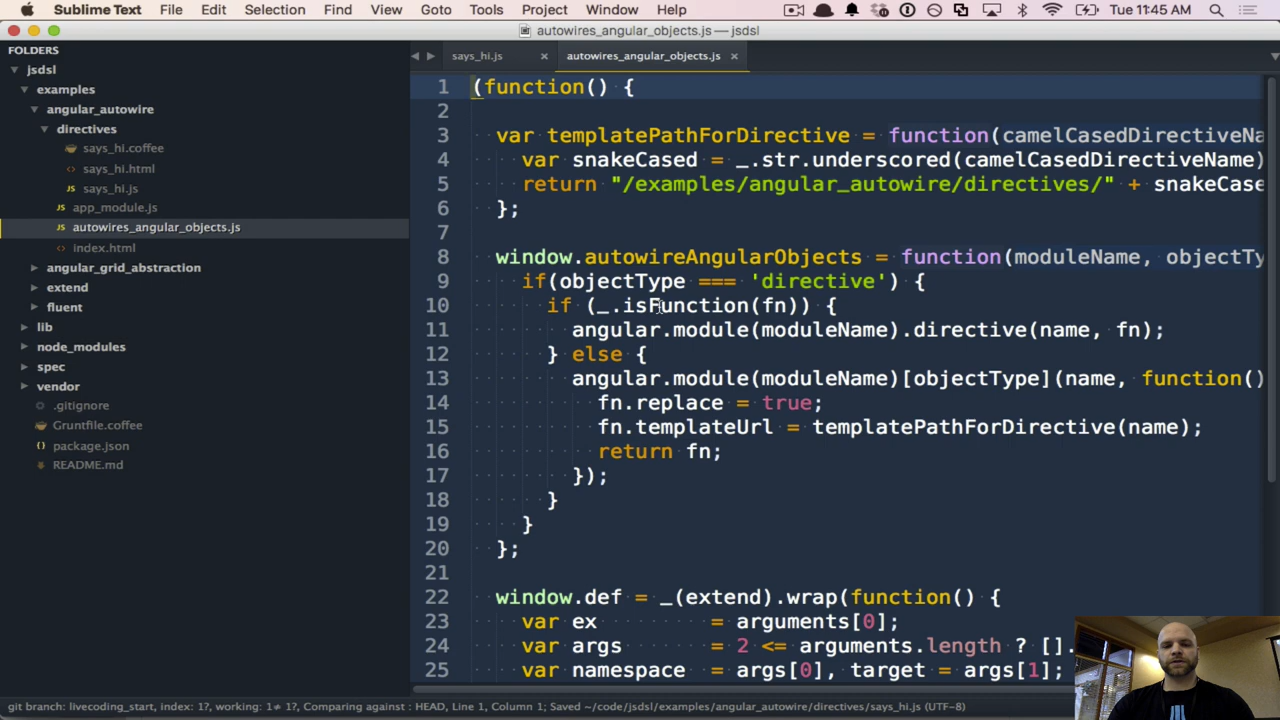 Sublime Text File Edit Selection Find View Goto Tools Project Window Help Tue 11:45 AM
autowires_angular_objects.js — jsdsl
FOLDERS
jsdsl
examples
angular_autowire
directives
says_hi.coffee
says_hi.html
says_hi.js
app_module.js
autowires_angular_objects.js
index.html
angular_grid_abstraction
extend
fluent
lib
node_modules
spec
vendor
.gitignore
Gruntfile.coffee
package.json
README.md
says_hi.js autowires_angular_objects.js
1 (function() {
2
3 var templatePathForDirective = function(camelCasedDirectiveNa
4 var snakeCased = _.str.underscored(camelCasedDirectiveName)
5 return "/examples/angular_autowire/directives/" + snakeCase
6 };
7
8 window.autowireAngularObjects = function(moduleName, objectTy
9 if(objectType === 'directive') {
10 if (_.isFunction(fn)) {
11 angular.module(moduleName).directive(name, fn);
12 } else {
13 angular.module(moduleName)[objectType](name, function()
14 fn.replace = true;
15 fn.templateUrl = templatePathForDirective(name);
16 return fn;
17 });
18 }
19 }
20 };
21
22 window.def = _(extend).wrap(function() {
23 var ex = arguments[0];
24 var args = 2 <= arguments.length ? [].
25 var namespace = args[0], target = args[1];
git branch: livecoding_start, index: 1?, working: 1≠ 1?, Comparing against : HEAD, Line 1, Column 1; Saved ~/code/jsdsl/examples/angular_autowire/directives/says_hi.js (UTF-8)